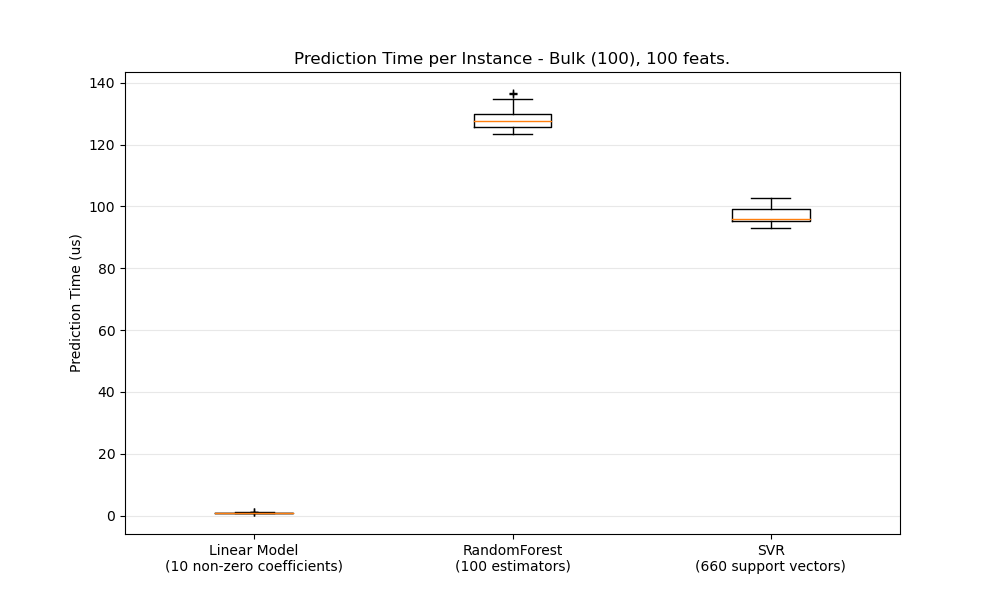 Prediction Time per Instance - Bulk (100), 100 feats.
Prediction Time (us)
140
120
100
80
60
40
20
0
Linear Model
(10 non-zero coefficients)
RandomForest
(100 estimators)
SVR
(660 support vectors)